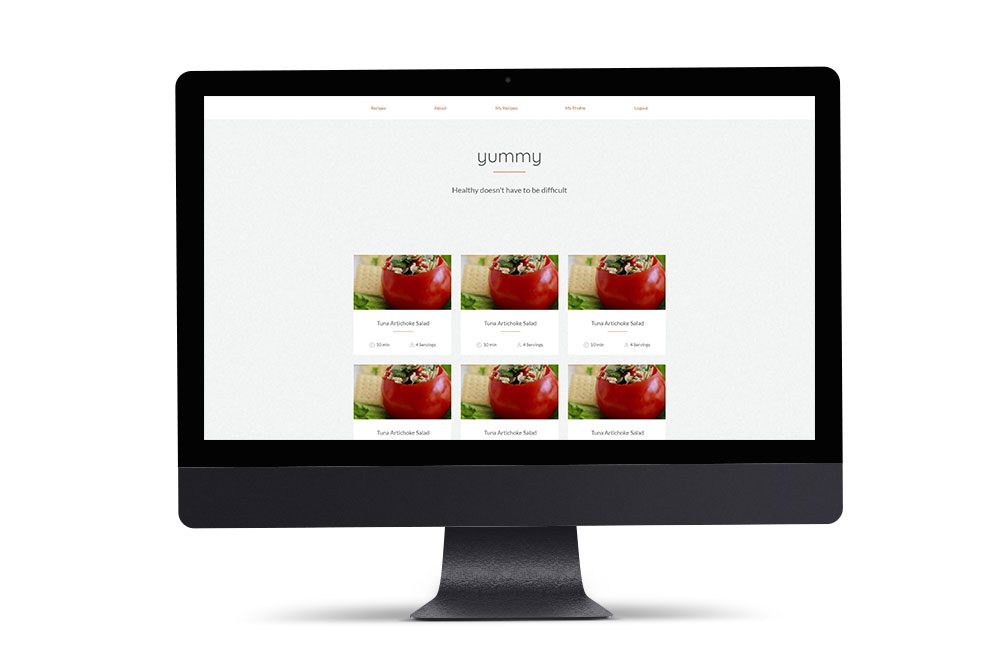 Recipes About My Recipes My Profile Logout
yummy
Healthy doesn't have to be difficult
Tuna Artichoke Salad Tuna Artichoke Salad Tuna Artichoke Salad
10 min 4 Servings 10 min 4 Servings 10 min 4 Servings
Tuna Artichoke Salad Tuna Artichoke Salad Tuna Artichoke Salad